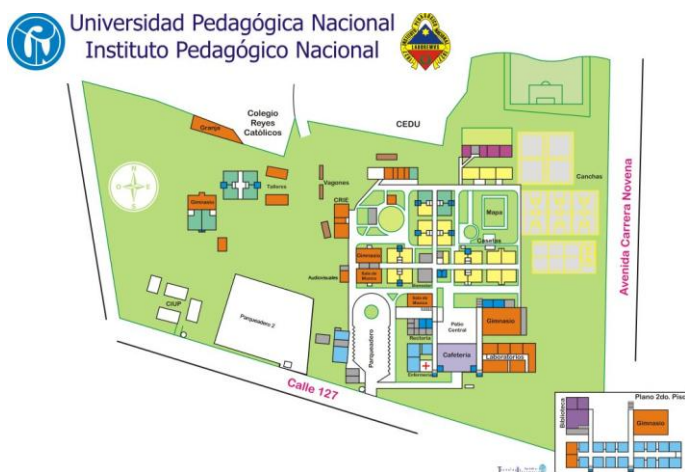 Universidad Pedagógica Nacional
Instituto Pedagógico Nacional
Colegio
Reyes
Católicos
CEDU
Granja
Talleres
Vagones
Canchas
CRIE
Gimnasio
Mapa
Casetas
Gimnasio
Audiovisuales
Sala de
Música
CIUP
Parqueadero 2
Parqueadero
Sala de
Música
Rectoría
Patio
Central
Gimnasio
Cafetería
Laboratorios
Enfermería
Calle 127
Avenida Carrera Novena
Plano 2do. Piso
Biblioteca
Gimnasio